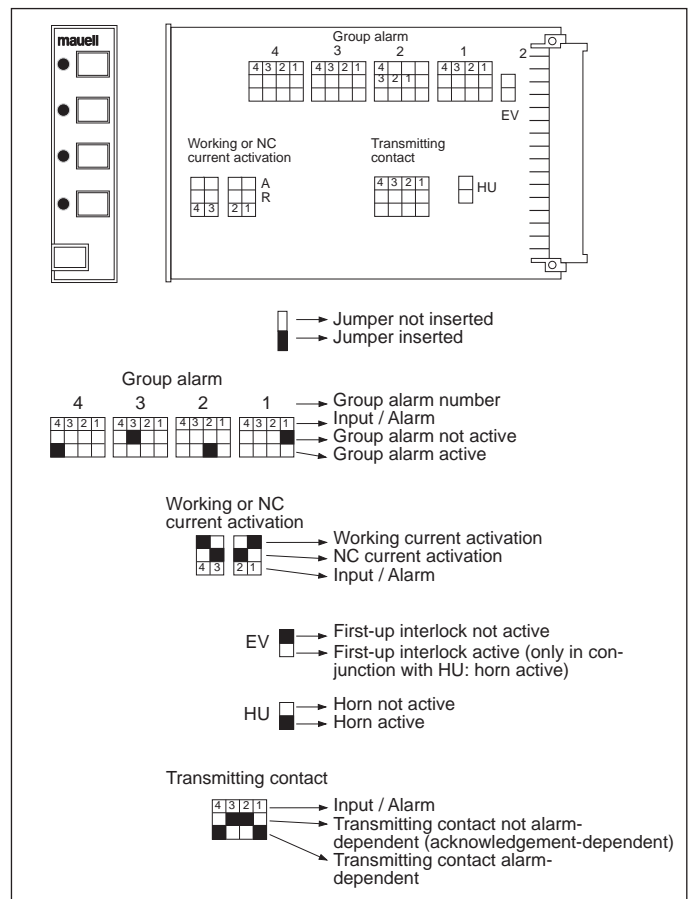 mauell
Group alarm
4 3 2 1 2
4 3 2 1 4 3 2 1 4 4 3 2 1
3 2 1
EV
Working or NC
current activation
Transmitting
contact
A
R
4 3 2 1
4 3 2 1
HU
Jumper not inserted
Jumper inserted
Group alarm
4 3 2 1
Group alarm number
4 3 2 1 4 3 2 1 4 3 2 1 4 3 2 1
Input / Alarm
Group alarm not active
Group alarm active
Working or NC
current activation
Working current activation
NC current activation
4 3 2 1
Input / Alarm
EV
First-up interlock not active
First-up interlock active (only in con-
junction with HU: horn active)
HU
Horn not active
Horn active
Transmitting contact
4 3 2 1
Input / Alarm
Transmitting contact not alarm-
dependent (acknowledgement-dependent)
Transmitting contact alarm-
dependent